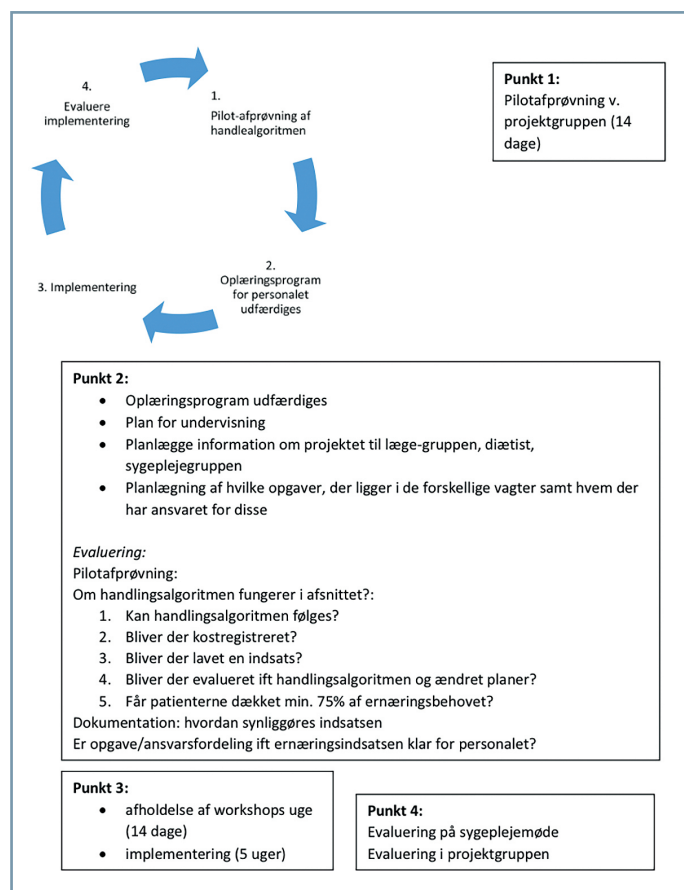 4.
Evaluere
implementering
1.
Pilot-afprøvning af
handlealgoritmen
2.
Oplæringsprogram
for personalet
udfærdiges
3. Implementering
Punkt 1:
Pilotafprøvning v.
projektgruppen (14
dage)
Punkt 2:
• Oplæringsprogram udfærdiges
• Plan for undervisning
• Planlægge information om projektet til læge-gruppen, diætist,
sygeplejegruppen
• Planlægning af hvilke opgaver, der ligger i de forskellige vagter samt hvem der
har ansvaret for disse
Evaluering:
Pilotafprøvning:
Om handlingsalgoritmen fungerer i afsnittet?:
1. Kan handlingsalgoritmen følges?
2. Bliver der kostregistreret?
3. Bliver der lavet en indsats?
4. Bliver der evalueret ift handlingsalgoritmen og ændret planer?
5. Får patienterne dækket min. 75% af ernæringsbehovet?
Dokumentation: hvordan synliggøres indsatsen
Er opgave/ansvarsfordeling ift ernæringsindsatsen klar for personalet?
Punkt 3:
• afholdelse af workshops uge
(14 dage)
• implementering (5 uger)
Punkt 4:
Evaluering på sygeplejemøde
Evaluering i projektgruppen